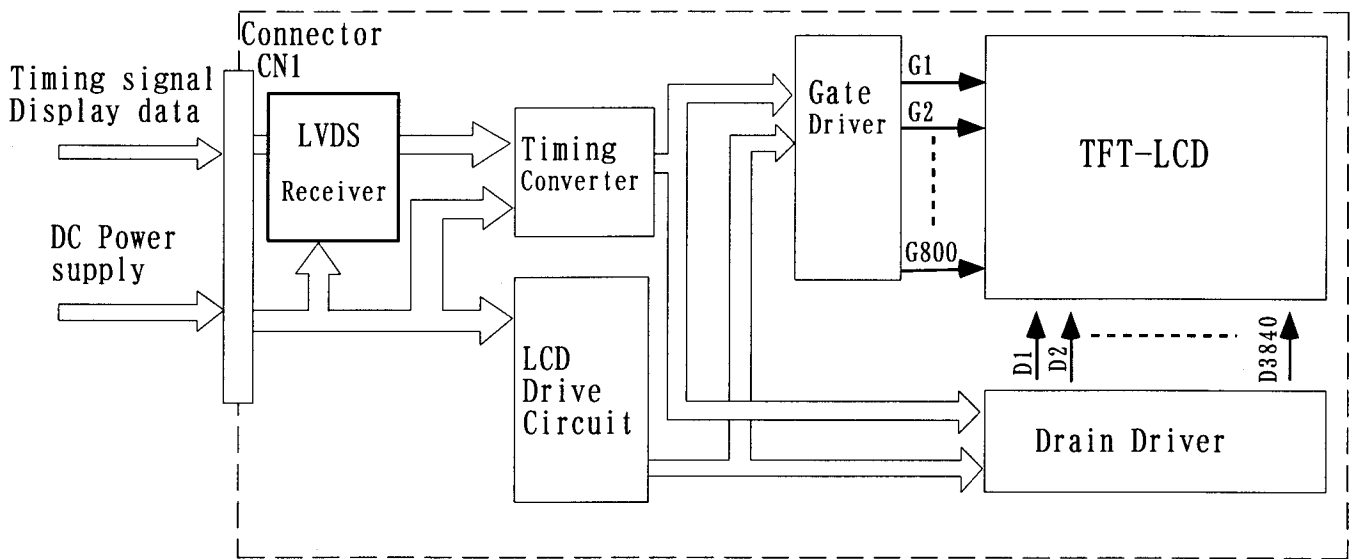 Connector
CN1
Timing signal
Display data
LVDS
Receiver
Timing
Converter
Gate
Driver
G1
G2
G800
TFT-LCD
DC Power
supply
LCD
Drive
Circuit
D1
D2
D3840
Drain Driver